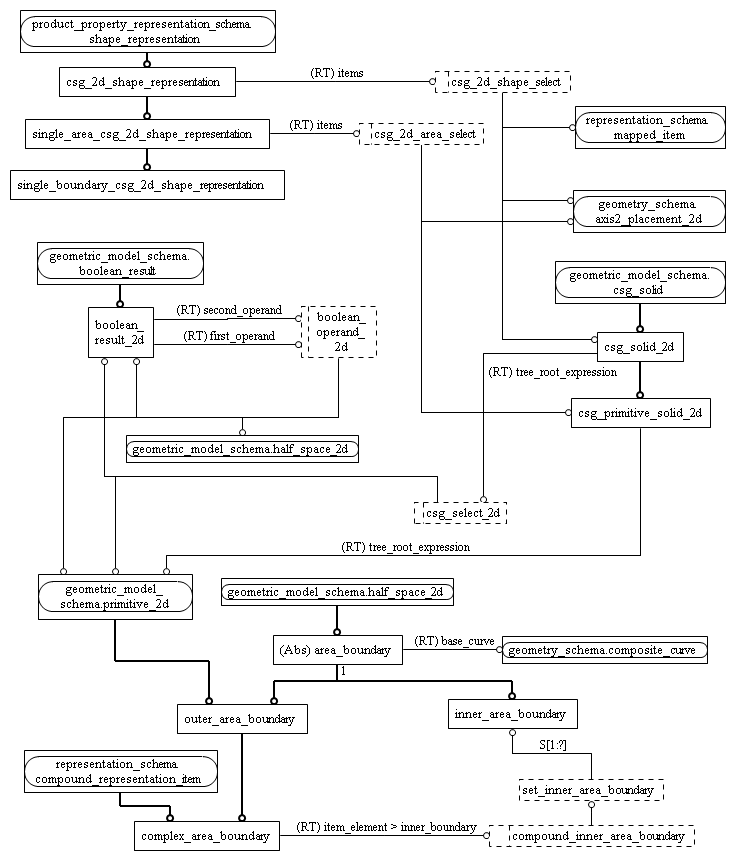 product_property_representation_schema.
shape_representation
csg_2d_shape_representation
(RT) items
csg_2d_shape_select
single_area_csg_2d_shape_representation
(RT) items
csg_2d_area_select
representation_schema.
mapped_item
single_boundary_csg_2d_shape_representation
geometry_schema.
axis2_placement_2d
geometric_model_schema.
boolean_result
geometric_model_schema.
csg_solid
boolean_
result_2d
(RT) second_operand
(RT) first_operand
boolean_
operand_
2d
csg_solid_2d
(RT) tree_root_expression
csg_primitive_solid_2d
geometric_model_schema.half_space_2d
csg_select_2d
(RT) tree_root_expression
geometric_model_
schema.primitive_2d
geometric_model_schema.half_space_2d
(Abs) area_boundary
(RT) base_curve
geometry_schema.composite_curve
1
outer_area_boundary
inner_area_boundary
S[1:?]
representation_schema.
compound_representation_item
set_inner_area_boundary
complex_area_boundary
(RT) item_element > inner_boundary
compound_inner_area_boundary